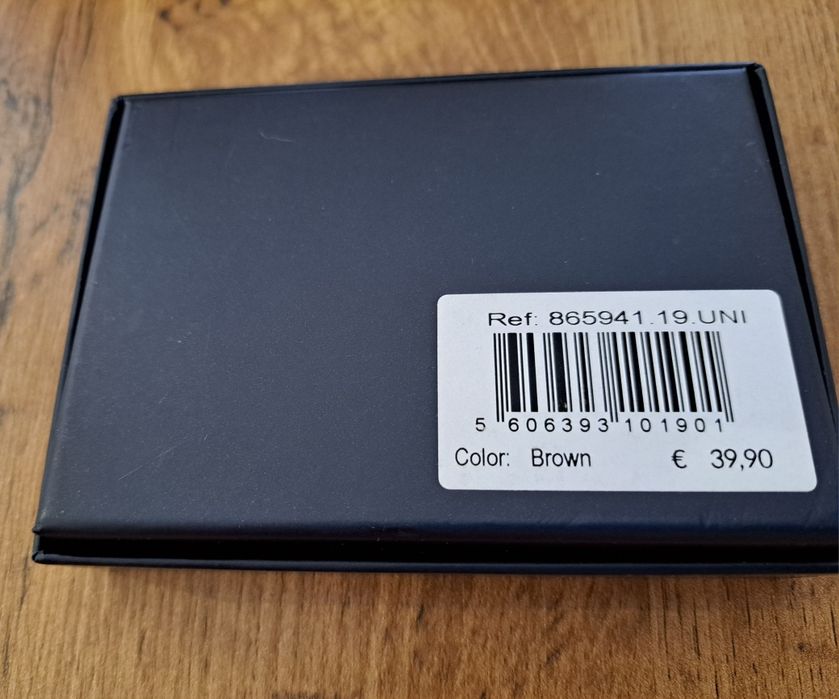 Ref: 865941.19.UNI
5 606393 101901
Color: Brown € 39,90